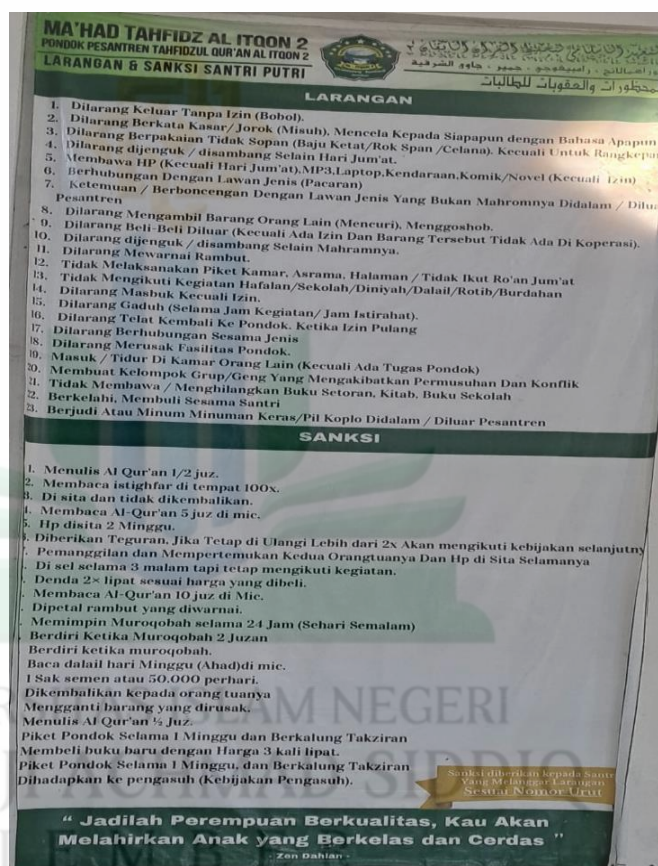 MA'HAD TAHFIDZ AL ITQON 2
PONDOK PESANTREN TAHFIDZUL QUR'AN AL ITQON 2
LARANGAN & SANKSI SANTRI PUTRI
المحظورات والعقوبات للطالبات
LARANGAN
1. Dilarang Keluar Tanpa Izin (Bobol).
2. Dilarang Berkata Kasar/ Jorok (Misuh), Mencela Kepada Siapapun dengan Bahasa Apapun
3. Dilarang Berpakaian Tidak Sopan (Baju Ketat/Rok Span /Celana). Kecuali Untuk Rangkepan
4. Dilarang dijenguk / disambang Selain Hari Jum'at.
5. Membawa HP (Kecuali Hari Jum'at),MP3,Laptop,Kendaraan,Komik/Novel (Kecuali Izin)
6. Berhubungan Dengan Lawan Jenis (Pacaran)
7. Ketemuan / Berboncengan Dengan Lawan Jenis Yang Bukan Mahromnya Didalam / Dilua
Pesantren
8. Dilarang Mengambil Barang Orang Lain (Mencuri), Menggoshob.
9. Dilarang Beli-Beli Diluar (Kecuali Ada Izin Dan Barang Tersebut Tidak Ada Di Koperasi).
10. Dilarang dijenguk / disambang Selain Mahramnya.
11. Dilarang Mewarnai Rambut.
12. Tidak Melaksanakan Piket Kamar, Asrama, Halaman / Tidak Ikut Ro'an Jum'at
13. Tidak Mengikuti Kegiatan Hafalan/Sekolah/Diniyah/Dalail/Rotib/Burdahan
14. Dilarang Masbuk Kecuali Izin.
15. Dilarang Gaduh (Selama Jam Kegiatan/ Jam Istirahat).
16. Dilarang Telat Kembali Ke Pondok. Ketika Izin Pulang
17. Dilarang Berhubungan Sesama Jenis
18. Dilarang Merusak Fasilitas Pondok.
19. Masuk / Tidur Di Kamar Orang Lain (Kecuali Ada Tugas Pondok)
20. Membuat Kelompok Grup/Geng Yang Mengakibatkan Permusuhan Dan Konflik
21. Tidak Membawa / Menghilangkan Buku Setoran, Kitab, Buku Sekolah
22. Berkelahi, Membuli Sesama Santri
23. Berjudi Atau Minum Minuman Keras/Pil Koplo Didalam / Diluar Pesantren
SANKSI
1. Menulis Al Qur'an 1/2 juz.
2. Membaca istighfar di tempat 100x.
3. Di sita dan tidak dikembalikan.
4. Membaca Al-Qur'an 5 juz di mic.
5. Hp disita 2 Minggu.
Diberikan Teguran, Jika Tetap di Ulangi Lebih dari 2x Akan mengikuti kebijakan selanjutny
Pemanggilan dan Mempertemukan Kedua Orangtuanya Dan Hp di Sita Selamanya
Di sel selama 3 malam tapi tetap mengikuti kegiatan.
Denda 2× lipat sesuai harga yang dibeli.
Membaca Al-Qur'an 10 juz di Mic.
Dipetal rambut yang diwarnai.
Memimpin Muroqobah selama 24 Jam (Sehari Semalam)
Berdiri Ketika Muroqobah 2 Juzan
Berdiri ketika muroqobah.
Baca dalail hari Minggu (Ahad)di mic.
1 Sak semen atau 50.000 perhari.
Dikembalikan kepada orang tuanya
Mengganti barang yang dirusak.
Menulis Al Qur'an ½ Juz.
Piket Pondok Selama 1 Minggu dan Berkalung Takziran
Membeli buku baru dengan Harga 3 kali lipat.
Piket Pondok Selama 1 Minggu, dan Berkalung Takziran
Dihadapkan ke pengasuh (Kebijakan Pengasuh).
Sanksi diberikan kepada Santri
Yang Melanggar Larangan
Sesuai Nomor Urut
" Jadilah Perempuan Berkualitas, Kau Akan
Melahirkan Anak yang Berkelas dan Cerdas "
- Zen Dahlan -
ISLAM NEGERI